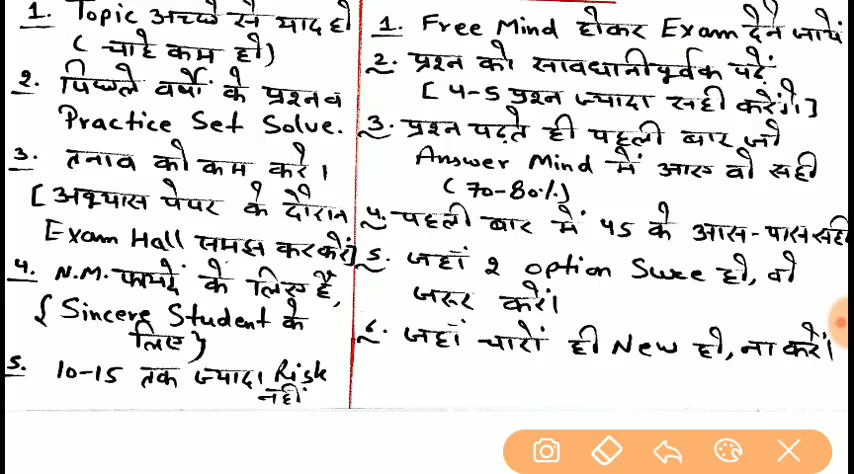 1. Topic अच्छे से याद हो
( चाहे कम हो)
2. पिछले वर्षों के प्रश्न व
Practice Set Solve.
3. तनाव को कम करे।
[अभ्यास पेपर के दौरान
Exam Hall समझ कर करें]
4. N.M. फायदे के लिए है,
{ Sincere Student के
लिए }
5. 10-15 तक ज्यादा Risk
नहीं
1. Free Mind होकर Exam देने जायें
2. प्रश्न को सावधानीपूर्वक पढें
[ 4-5 प्रश्न ज्यादा सही करेंगे।]
3. प्रश्न पढ़ते ही पहली बार जो
Answer Mind में आए वो सही
(70-80%)
4. पहली बार में 45 के आस-पास सही
5. जहाँ 2 option Sure हो, वो
जरूर करें।
6. जहाँ चारों ही New हो, ना करें।